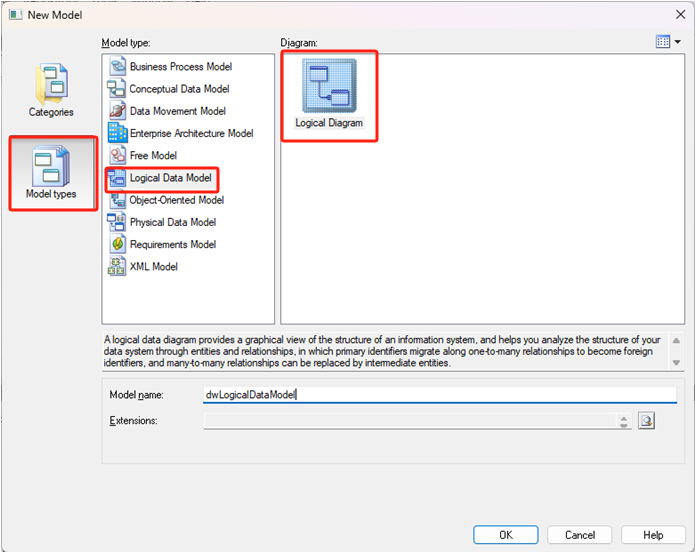 New Model
Categories
Model types
Model type:
Business Process Model
Conceptual Data Model
Data Movement Model
Enterprise Architecture Model
Free Model
Logical Data Model
Object-Oriented Model
Physical Data Model
Requirements Model
XML Model
Diagram:
Logical Diagram
A logical data diagram provides a graphical view of the structure of an information system, and helps you analyze the structure of your
data system through entities and relationships, in which primary identifiers migrate along one-to-many relationships to become foreign
identifiers, and many-to-many relationships can be replaced by intermediate entities.
Model name:
dwLogicalDataModel
Extensions:
OK
Cancel
Help